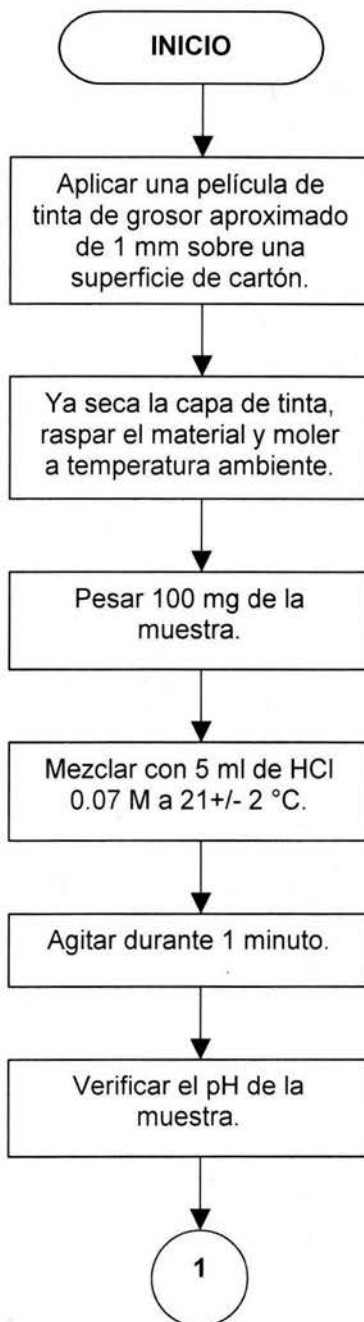 INICIO
Aplicar una película de
tinta de grosor aproximado
de 1 mm sobre una
superficie de cartón.
Ya seca la capa de tinta,
raspar el material y moler
a temperatura ambiente.
Pesar 100 mg de la
muestra.
Mezclar con 5 ml de HCl
0.07 M a 21+/- 2 °C.
Agitar durante 1 minuto.
Verificar el pH de la
muestra.
1